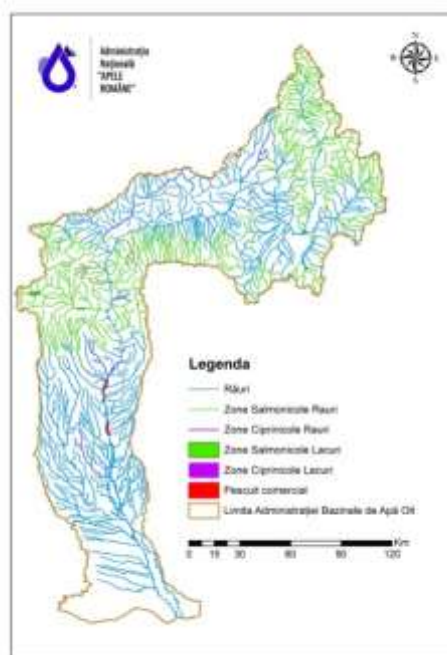 Administrația
Națională
"APELE
ROMÂNE"
N
S
Legenda
Râuri
Zone Salmonicole Rauri
Zone Ciprinicole Rauri
Zone Salmonicole Lacuri
Zone Ciprinicole Lacuri
Pescuit comercial
Limita Administrației Bazinele de Apă Olt
Km
0 15 30 60 90 120